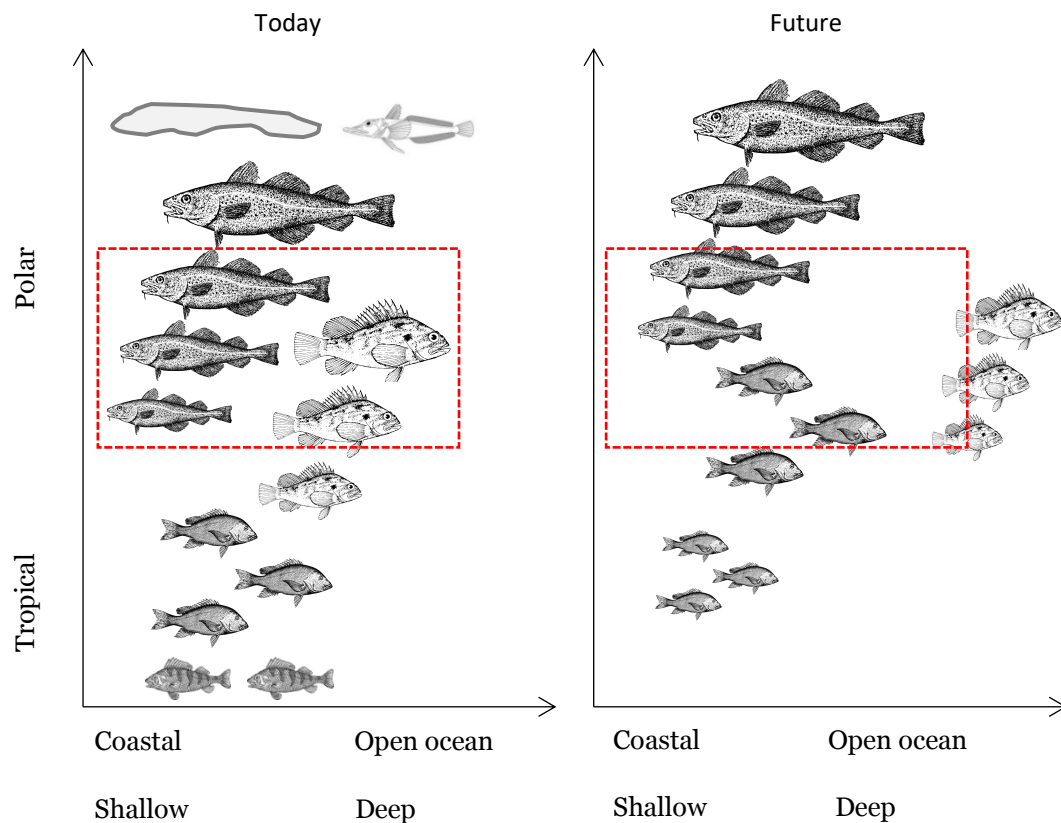 Today
Future
Polar
Tropical
Coastal
Open ocean
Coastal
Open ocean
Shallow
Deep
Shallow
Deep